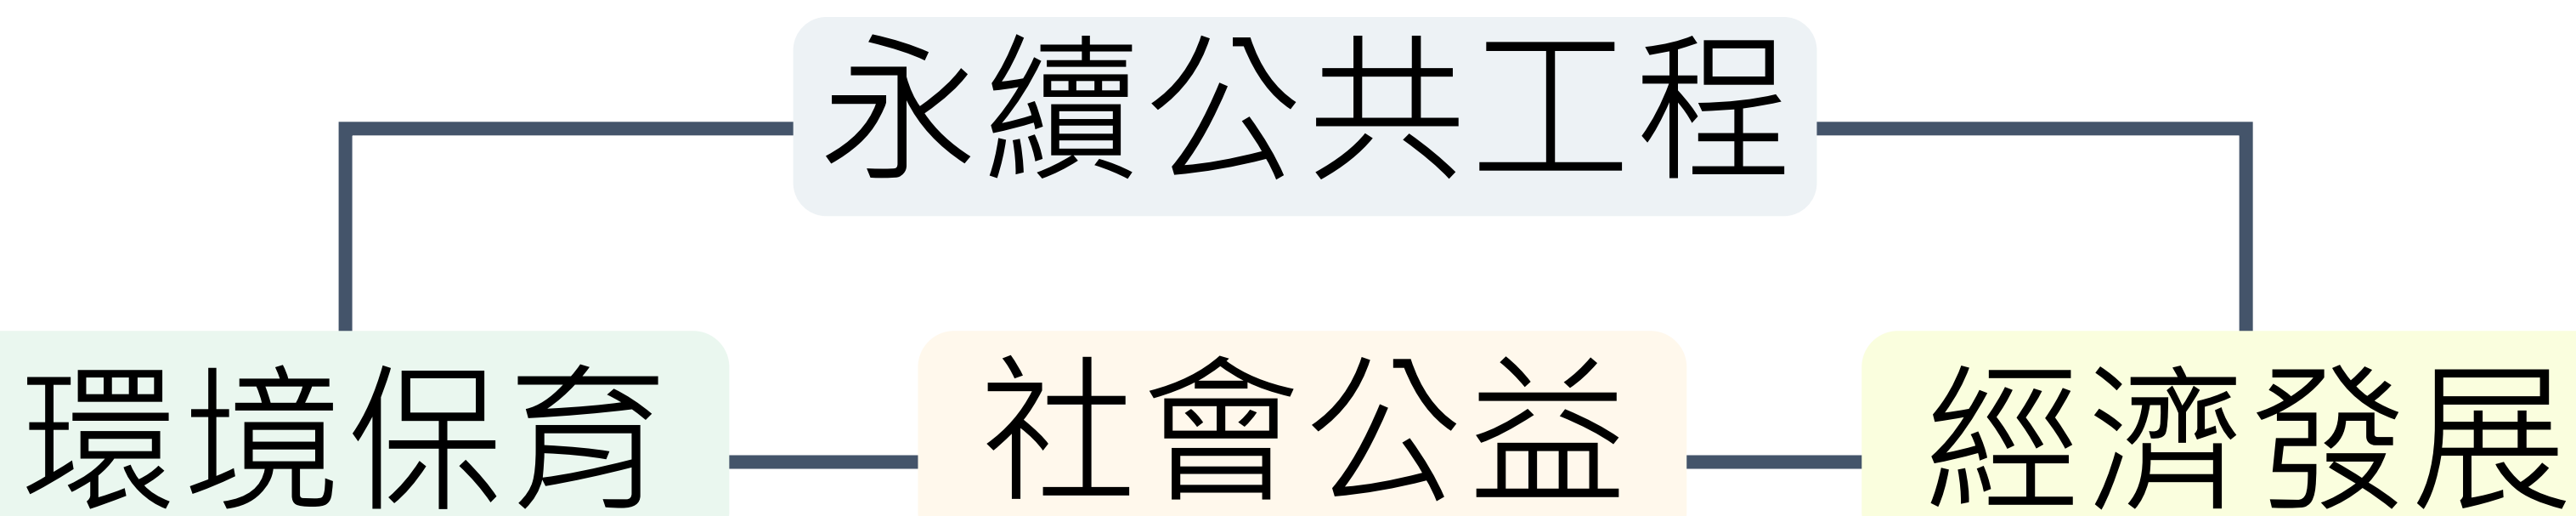 永續公共工程
環境保育
社會公益
經濟發展